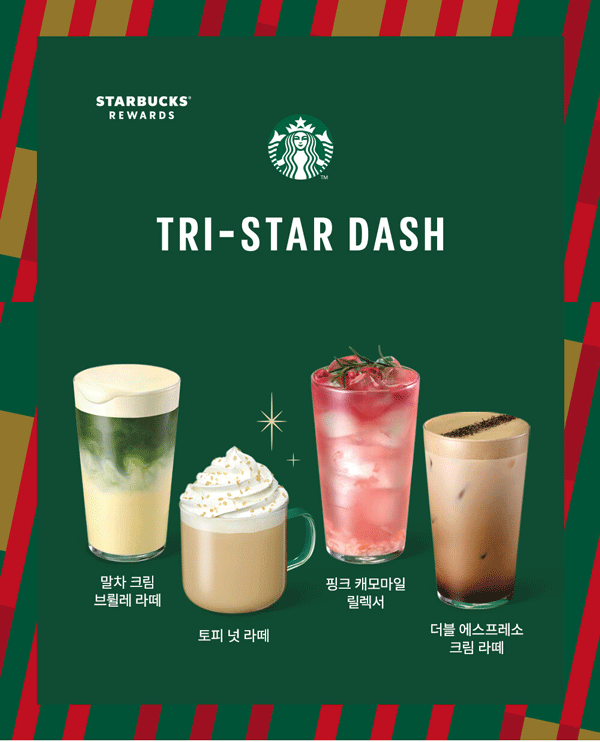 STARBUCKS®
REWARDS
TM
TRI-STAR DASH
말차 크림
브륄레 라떼
토피 넛 라떼
핑크 캐모마일
릴렉서
더블 에스프레소
크림 라떼